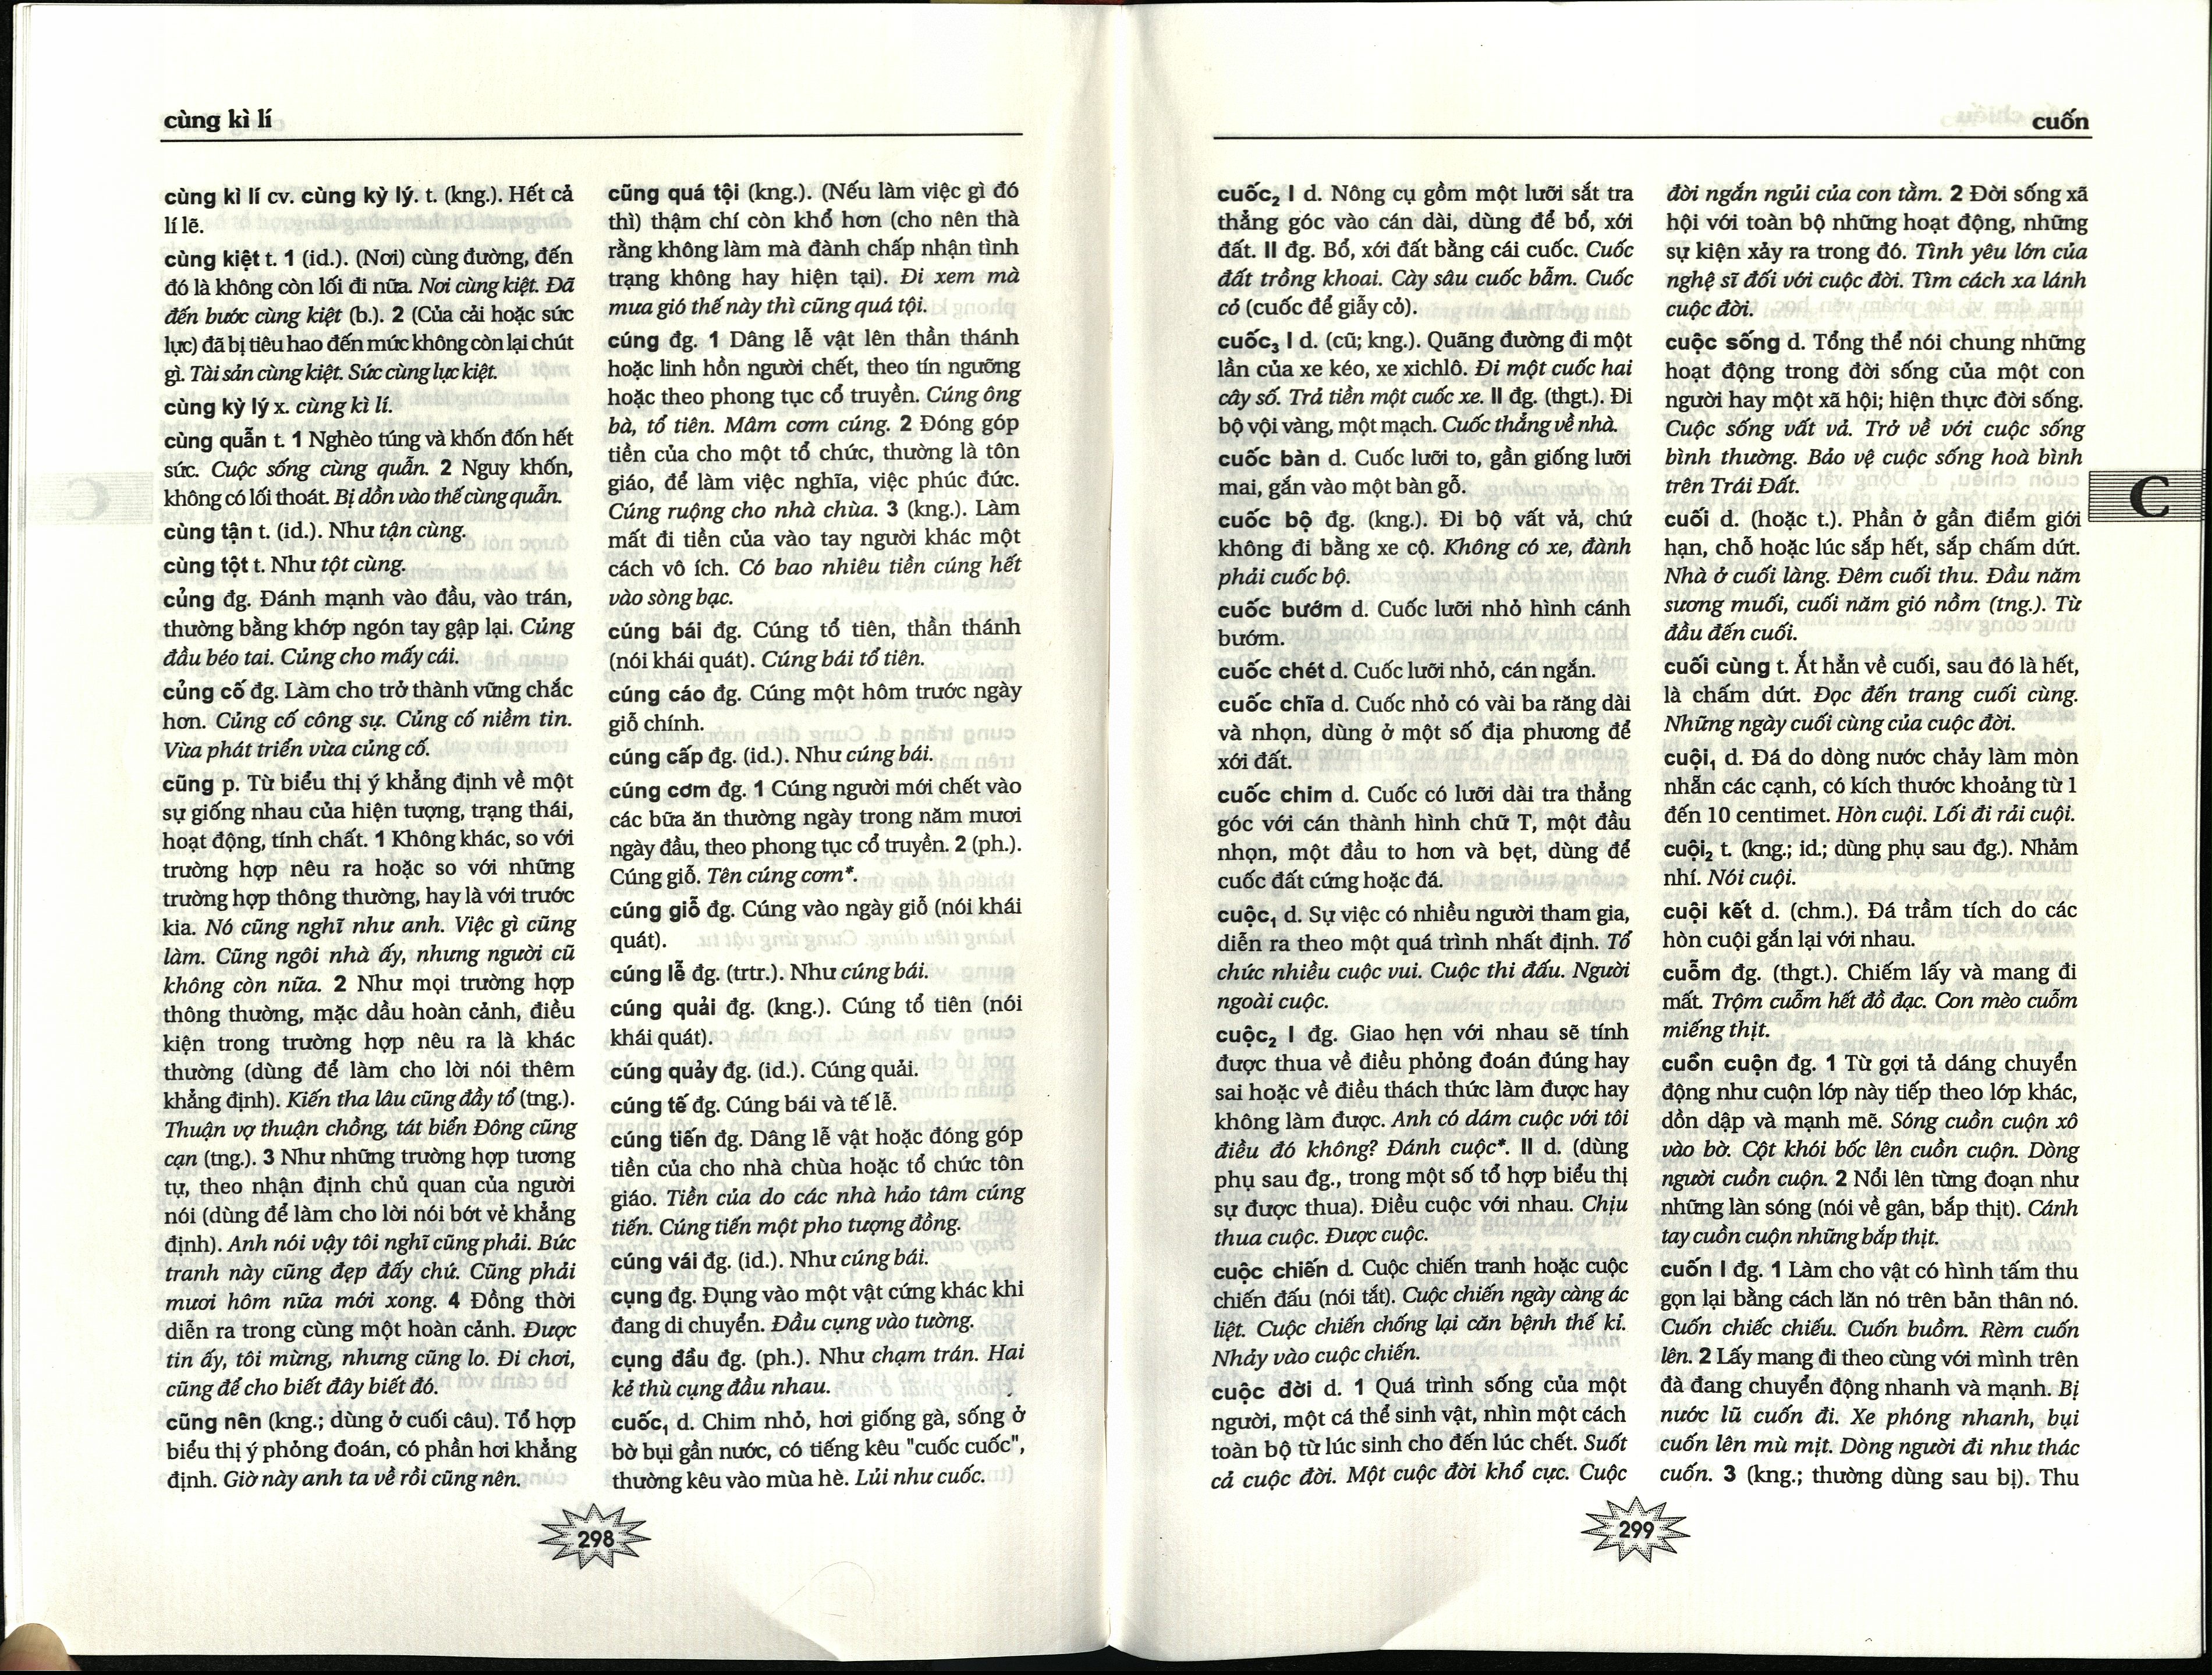 cùng kì lí
cùng kì lí cv. cùng kỳ lý. t. (kng.). Hết cả
lí lẽ.
cùng kiệt t. 1 (id.). (Nơi) cùng đường, đến
đó là không còn lối đi nữa. Nơi cùng kiệt. Đã
đến bước cùng kiệt (b.). 2 (Của cải hoặc sức
lực) đã bị tiêu hao đến mức không còn lại chút
gì. Tài sản cùng kiệt. Sức cùng lực kiệt.
cùng kỳ lý x. cùng kì lí.
cùng quẫn t. 1 Nghèo túng và khốn đốn hết
sức. Cuộc sống cùng quẫn. 2 Nguy khốn,
không có lối thoát. Bị dồn vào thế cùng quẫn.
cùng tận t. (id.). Như tận cùng.
cùng tột t. Như tột cùng.
củng đg. Đánh mạnh vào đầu, vào trán,
thường bằng khớp ngón tay gập lại. Củng
đầu béo tai. Củng cho mấy cái.
củng cố đg. Làm cho trở thành vững chắc
hơn. Củng cố công sự. Củng cố niềm tin.
Vừa phát triển vừa củng cố.
cũng p. Từ biểu thị ý khẳng định về một
sự giống nhau của hiện tượng, trạng thái,
hoạt động, tính chất. 1 Không khác, so với
trường hợp nêu ra hoặc so với những
trường hợp thông thường, hay là với trước
kia. Nó cũng nghĩ như anh. Việc gì cũng
làm. Cũng ngôi nhà ấy, nhưng người cũ
không còn nữa. 2 Như mọi trường hợp
thông thường, mặc dầu hoàn cảnh, điều
kiện trong trường hợp nêu ra là khác
thường (dùng để làm cho lời nói thêm
khẳng định). Kiến tha lâu cũng đầy tổ (tng.).
Thuận vợ thuận chồng, tát biển Đông cũng
cạn (tng.). 3 Như những trường hợp tương
tự, theo nhận định chủ quan của người
nói (dùng để làm cho lời nói bớt vẻ khẳng
định). Anh nói vậy tôi nghĩ cũng phải. Bức
tranh này cũng đẹp đấy chứ. Cũng phải
mươi hôm nữa mới xong. 4 Đồng thời
diễn ra trong cùng một hoàn cảnh. Được
tin ấy, tôi mừng, nhưng cũng lo. Đi chơi,
cũng để cho biết đây biết đó.
cũng nên (kng.; dùng ở cuối câu). Tổ hợp
biểu thị ý phỏng đoán, có phần hơi khẳng
định. Giờ này anh ta về rồi cũng nên.
cũng quá tội (kng.). (Nếu làm việc gì đó
thì) thậm chí còn khổ hơn (cho nên thà
rằng không làm mà đành chấp nhận tình
trạng không hay hiện tại). Đi xem mà
mưa gió thế này thì cũng quá tội.
cúng đg. 1 Dâng lễ vật lên thần thánh
hoặc linh hồn người chết, theo tín ngưỡng
hoặc theo phong tục cổ truyền. Cúng ông
bà, tổ tiên. Mâm cơm cúng. 2 Đóng góp
tiền của cho một tổ chức, thường là tôn
giáo, để làm việc nghĩa, việc phúc đức.
Cúng ruộng cho nhà chùa. 3 (kng.). Làm
mất đi tiền của vào tay người khác một
cách vô ích. Có bao nhiêu tiền cúng hết
vào sòng bạc.
cúng bái đg. Cúng tổ tiên, thần thánh
(nói khái quát). Cúng bái tổ tiên.
cúng cáo đg. Cúng một hôm trước ngày
giỗ chính.
cúng cấp đg. (id.). Như cúng bái.
cúng cơm đg. 1 Cúng người mới chết vào
các bữa ăn thường ngày trong năm mươi
ngày đầu, theo phong tục cổ truyền. 2 (ph.).
Cúng giỗ. Tên cúng cơm*.
cúng giỗ đg. Cúng vào ngày giỗ (nói khái
quát).
cúng lễ đg. (trtr.). Như cúng bái.
cúng quải đg. (kng.). Cúng tổ tiên (nói
khái quát).
cúng quảy đg. (id.). Cúng quải.
cúng tế đg. Cúng bái và tế lễ.
cúng tiến đg. Dâng lễ vật hoặc đóng góp
tiền của cho nhà chùa hoặc tổ chức tôn
giáo. Tiền của do các nhà hảo tâm cúng
tiến. Cúng tiến một pho tượng đồng.
cúng vái đg. (id.). Như cúng bái.
cụng đg. Đụng vào một vật cứng khác khi
đang di chuyển. Đầu cụng vào tường.
cụng đầu đg. (ph.). Như chạm trán. Hai
kẻ thù cụng đầu nhau.
cuốc₁ d. Chim nhỏ, hơi giống gà, sống ở
bờ bụi gần nước, có tiếng kêu "cuốc cuốc",
thường kêu vào mùa hè. Lủi như cuốc.
298
cuốn
cuốc₂ I d. Nông cụ gồm một lưỡi sắt tra
thẳng góc vào cán dài, dùng để bổ, xới
đất. II đg. Bổ, xới đất bằng cái cuốc. Cuốc
đất trồng khoai. Cày sâu cuốc bẫm. Cuốc
cỏ (cuốc để giẫy cỏ).
cuốc₃ I d. (cũ; kng.). Quãng đường đi một
lần của xe kéo, xe xichlô. Đi một cuốc hai
cây số. Trả tiền một cuốc xe. II đg. (thgt.). Đi
bộ vội vàng, một mạch. Cuốc thẳng về nhà.
cuốc bàn d. Cuốc lưỡi to, gần giống lưỡi
mai, gắn vào một bàn gỗ.
cuốc bộ đg. (kng.). Đi bộ vất vả, chứ
không đi bằng xe cộ. Không có xe, đành
phải cuốc bộ.
cuốc bướm d. Cuốc lưỡi nhỏ hình cánh
bướm.
cuốc chét d. Cuốc lưỡi nhỏ, cán ngắn.
cuốc chĩa d. Cuốc nhỏ có vài ba răng dài
và nhọn, dùng ở một số địa phương để
xới đất.
cuốc chim d. Cuốc có lưỡi dài tra thẳng
góc với cán thành hình chữ T, một đầu
nhọn, một đầu to hơn và bẹt, dùng để
cuốc đất cứng hoặc đá.
cuộc₁ d. Sự việc có nhiều người tham gia,
diễn ra theo một quá trình nhất định. Tổ
chức nhiều cuộc vui. Cuộc thi đấu. Người
ngoài cuộc.
cuộc₂ I đg. Giao hẹn với nhau sẽ tính
được thua về điều phỏng đoán đúng hay
sai hoặc về điều thách thức làm được hay
không làm được. Anh có dám cuộc với tôi
điều đó không? Đánh cuộc*. II d. (dùng
phụ sau đg., trong một số tổ hợp biểu thị
sự được thua). Điều cuộc với nhau. Chịu
thua cuộc. Được cuộc.
cuộc chiến d. Cuộc chiến tranh hoặc cuộc
chiến đấu (nói tắt). Cuộc chiến ngày càng ác
liệt. Cuộc chiến chống lại căn bệnh thế kỉ.
Nhảy vào cuộc chiến.
cuộc đời d. 1 Quá trình sống của một
người, một cá thể sinh vật, nhìn một cách
toàn bộ từ lúc sinh cho đến lúc chết. Suốt
cả cuộc đời. Một cuộc đời khổ cực. Cuộc
đời ngắn ngủi của con tằm. 2 Đời sống xã
hội với toàn bộ những hoạt động, những
sự kiện xảy ra trong đó. Tình yêu lớn của
nghệ sĩ đối với cuộc đời. Tìm cách xa lánh
cuộc đời.
cuộc sống d. Tổng thể nói chung những
hoạt động trong đời sống của một con
người hay một xã hội; hiện thực đời sống.
Cuộc sống vất vả. Trở về với cuộc sống
bình thường. Bảo vệ cuộc sống hoà bình
trên Trái Đất.
cuối d. (hoặc t.). Phần ở gần điểm giới
hạn, chỗ hoặc lúc sắp hết, sắp chấm dứt.
Nhà ở cuối làng. Đêm cuối thu. Đầu năm
sương muối, cuối năm gió nồm (tng.). Từ
đầu đến cuối.
cuối cùng t. Ắt hẳn về cuối, sau đó là hết,
là chấm dứt. Đọc đến trang cuối cùng.
Những ngày cuối cùng của cuộc đời.
cuội₁ d. Đá do dòng nước chảy làm mòn
nhẵn các cạnh, có kích thước khoảng từ 1
đến 10 centimet. Hòn cuội. Lối đi rải cuội.
cuội₂ t. (kng.; id.; dùng phụ sau đg.). Nhảm
nhí. Nói cuội.
cuội kết d. (chm.). Đá trầm tích do các
hòn cuội gắn lại với nhau.
cuỗm đg. (thgt.). Chiếm lấy và mang đi
mất. Trộm cuỗm hết đồ đạc. Con mèo cuỗm
miếng thịt.
cuồn cuộn đg. 1 Từ gợi tả dáng chuyển
động như cuộn lớp này tiếp theo lớp khác,
dồn dập và mạnh mẽ. Sóng cuồn cuộn xô
vào bờ. Cột khói bốc lên cuồn cuộn. Dòng
người cuồn cuộn. 2 Nổi lên từng đoạn như
những làn sóng (nói về gân, bắp thịt). Cánh
tay cuồn cuộn những bắp thịt.
cuốn I đg. 1 Làm cho vật có hình tấm thu
gọn lại bằng cách lăn nó trên bản thân nó.
Cuốn chiếc chiếu. Cuốn buồm. Rèm cuốn
lên. 2 Lấy mang đi theo cùng với mình trên
đà đang chuyển động nhanh và mạnh. Bị
nước lũ cuốn đi. Xe phóng nhanh, bụi
cuốn lên mù mịt. Dòng người đi như thác
cuốn. 3 (kng.; thường dùng sau bị). Thu
C
299